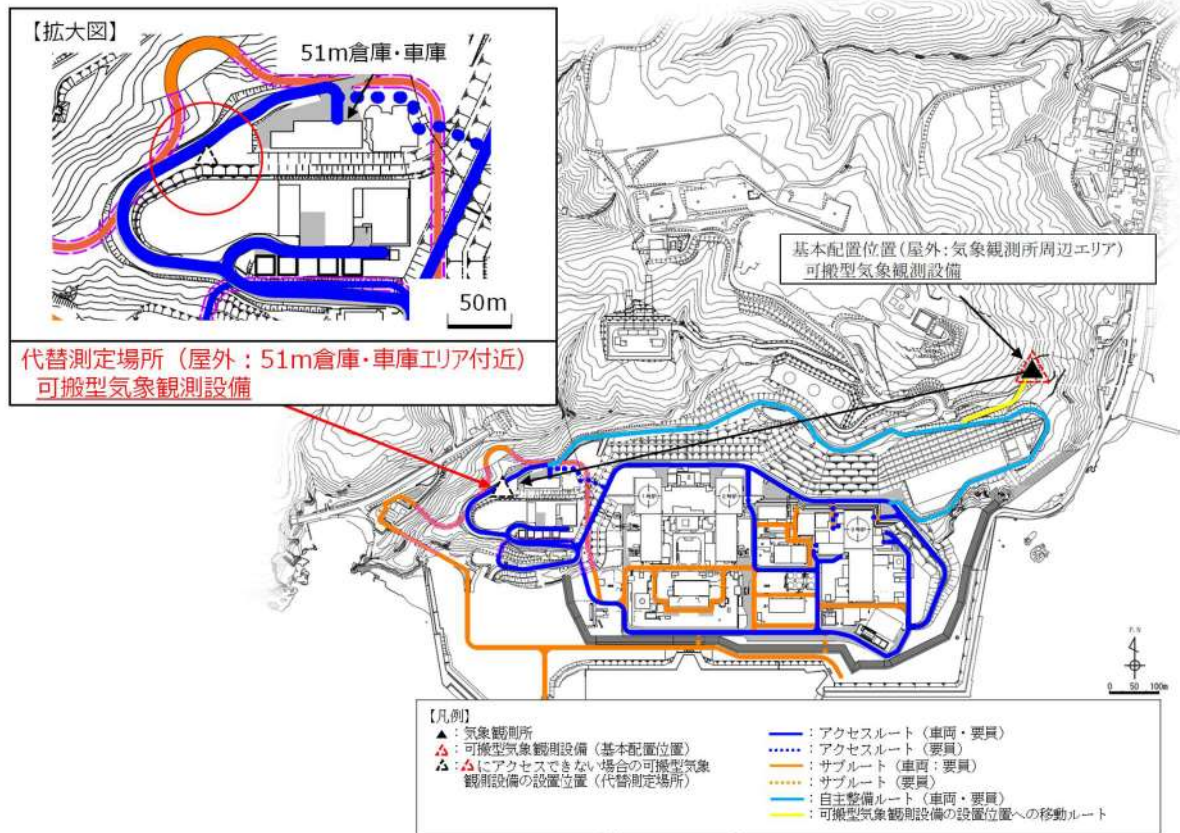 【拡大図】
51m倉庫・車庫
50m
代替測定場所（屋外：51m倉庫・車庫エリア付近）
可搬型気象観測設備
基本配置位置(屋外:気象観測所周辺エリア)
可搬型気象観測設備
P.N
0 50 100m
【凡例】
▲：気象観測所
：可搬型気象観測設備（基本配置位置）
：にアクセスできない場合の可搬型気象
観測設備の設置位置（代替測定場所）
：アクセスルート（車両・要員）
：アクセスルート（要員）
：サブルート（車両：要員）
：サブルート（要員）
：自主整備ルート（車両・要員）
：可搬型気象観測設備の設置位置への移動ルート